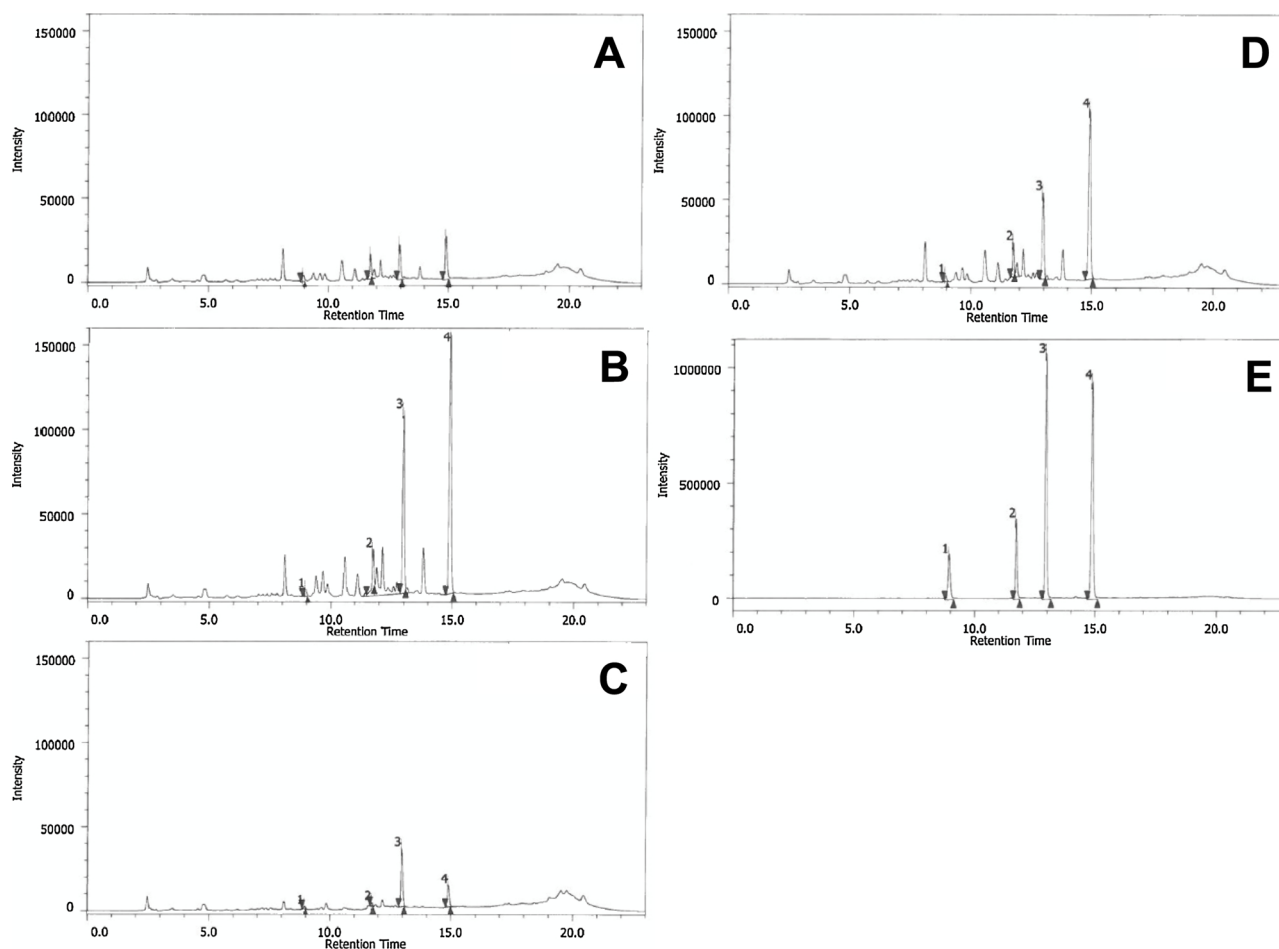 A
150000
100000
50000
0
Intensity
0.0 5.0 10.0 15.0 20.0
Retention Time
B
150000
100000
50000
0
Intensity
1 2 3 4
0.0 5.0 10.0 15.0 20.0
Retention Time
C
150000
100000
50000
0
Intensity
1 2 3 4
0.0 5.0 10.0 15.0 20.0
Retention Time
D
150000
100000
50000
0
Intensity
1 2 3 4
0.0 5.0 10.0 15.0 20.0
Retention Time
E
1000000
500000
0
Intensity
1 2 3 4
0.0 5.0 10.0 15.0 20.0
Retention Time